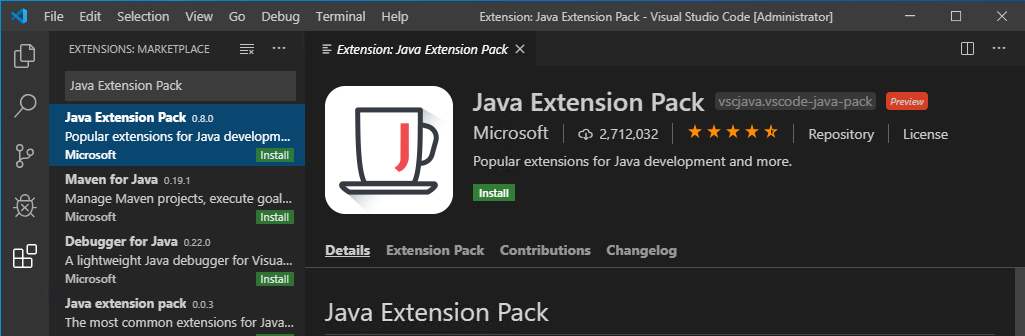 File Edit Selection View Go Debug Terminal Help Extension: Java Extension Pack - Visual Studio Code [Administrator]
EXTENSIONS: MARKETPLACE
Java Extension Pack
Java Extension Pack 0.8.0
Popular extensions for Java developm...
Microsoft Install
Maven for Java 0.19.1
Manage Maven projects, execute goal...
Microsoft Install
Debugger for Java 0.22.0
A lightweight Java debugger for Visua...
Microsoft Install
Java extension pack 0.0.3
The most common extensions for Java...
Extension: Java Extension Pack
J
Java Extension Pack vscjava.vscode-java-pack Preview
Microsoft 2,712,032 Repository License
Popular extensions for Java development and more.
Install
Details Extension Pack Contributions Changelog
Java Extension Pack